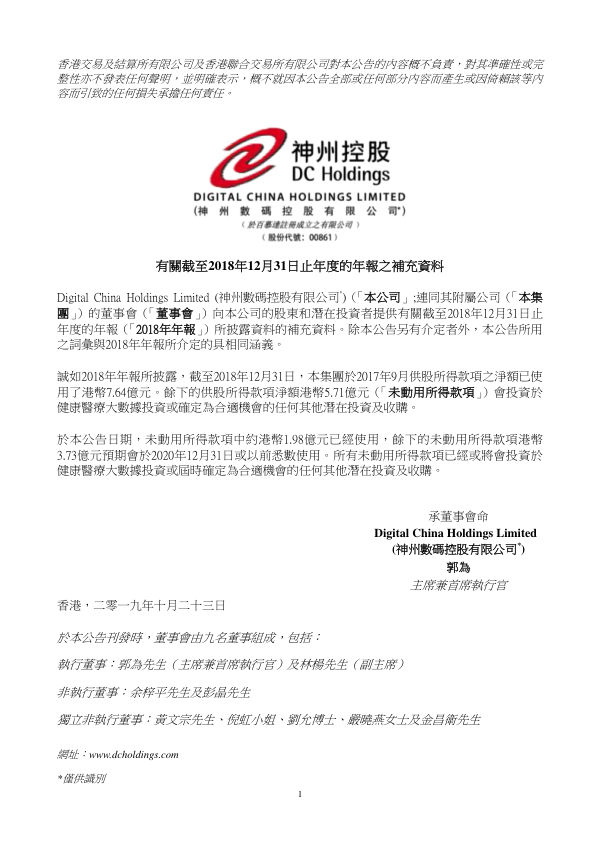 香港交易及結算所有限公司及香港聯合交易所有限公司對本公告的內容概不負責，對其準確性或完
整性亦不發表任何聲明，並明確表示，概不就因本公告全部或任何部分內容而產生或因倚賴該等內
容而引致的任何損失承擔任何責任。
神州控股
DC Holdings
DIGITAL CHINA HOLDINGS LIMITED
(神州數碼控股有限公司*)
（於百慕達註冊成立之有限公司）
（股份代號：00861）
有關截至2018年12月31日止年度的年報之補充資料
Digital China Holdings Limited (神州數碼控股有限公司*)（「本公司」;連同其附屬公司（「本集
團」）的董事會（「董事會」）向本公司的股東和潛在投資者提供有關截至2018年12月31日止
年度的年報（「2018年年報」）所披露資料的補充資料。除本公告另有介定者外，本公告所用
之詞彙與2018年年報所介定的具相同涵義。
誠如2018年年報所披露，截至2018年12月31日，本集團於2017年9月供股所得款項之淨額已使
用了港幣7.64億元。餘下的供股所得款項淨額港幣5.71億元（「未動用所得款項」）會投資於
健康醫療大數據投資或確定為合適機會的任何其他潛在投資及收購。
於本公告日期，未動用所得款項中約港幣1.98億元已經使用，餘下的未動用所得款項港幣
3.73億元預期會於2020年12月31日或以前悉數使用。所有未動用所得款項已經或將會投資於
健康醫療大數據投資或屆時確定為合適機會的任何其他潛在投資及收購。
承董事會命
Digital China Holdings Limited
(神州數碼控股有限公司*)
郭為
主席兼首席執行官
香港，二零一九年十月二十三日
於本公告刊發時，董事會由九名董事組成，包括：
執行董事：郭為先生（主席兼首席執行官）及林楊先生（副主席）
非執行董事：余梓平先生及彭晶先生
獨立非執行董事：黃文宗先生、倪虹小姐、劉允博士、嚴曉燕女士及金昌衛先生
網址：www.dcholdings.com
*僅供識別
1